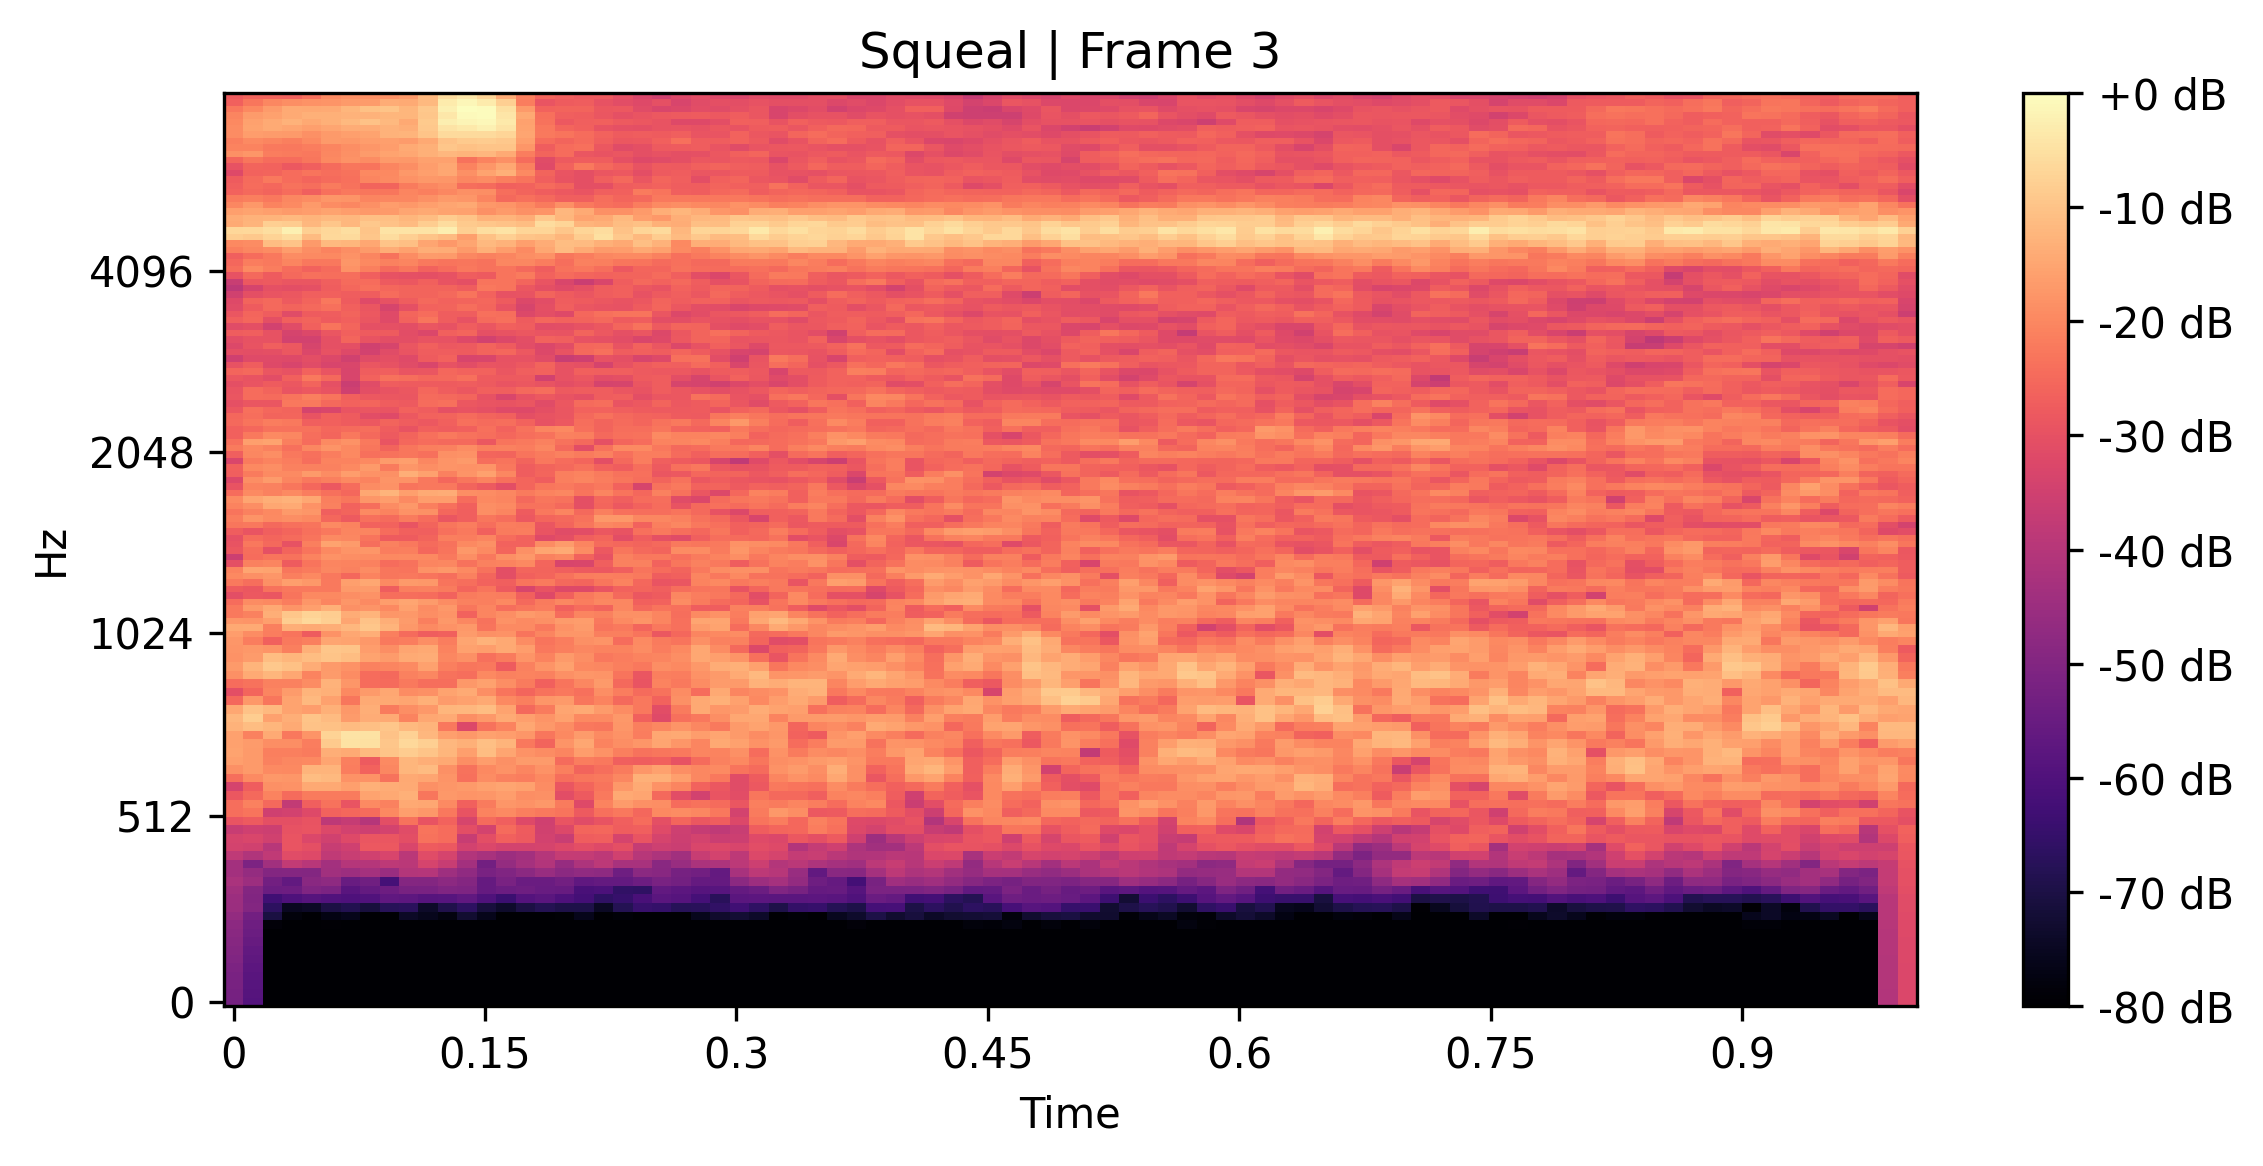 Squeal | Frame 3
+0 dB
-10 dB
4096
-20 dB
-30 dB
2048
-40 dB
Hz
1024
-50 dB
512
-60 dB
-70 dB
0
-80 dB
0 0.15 0.3 0.45 0.6 0.75 0.9
Time